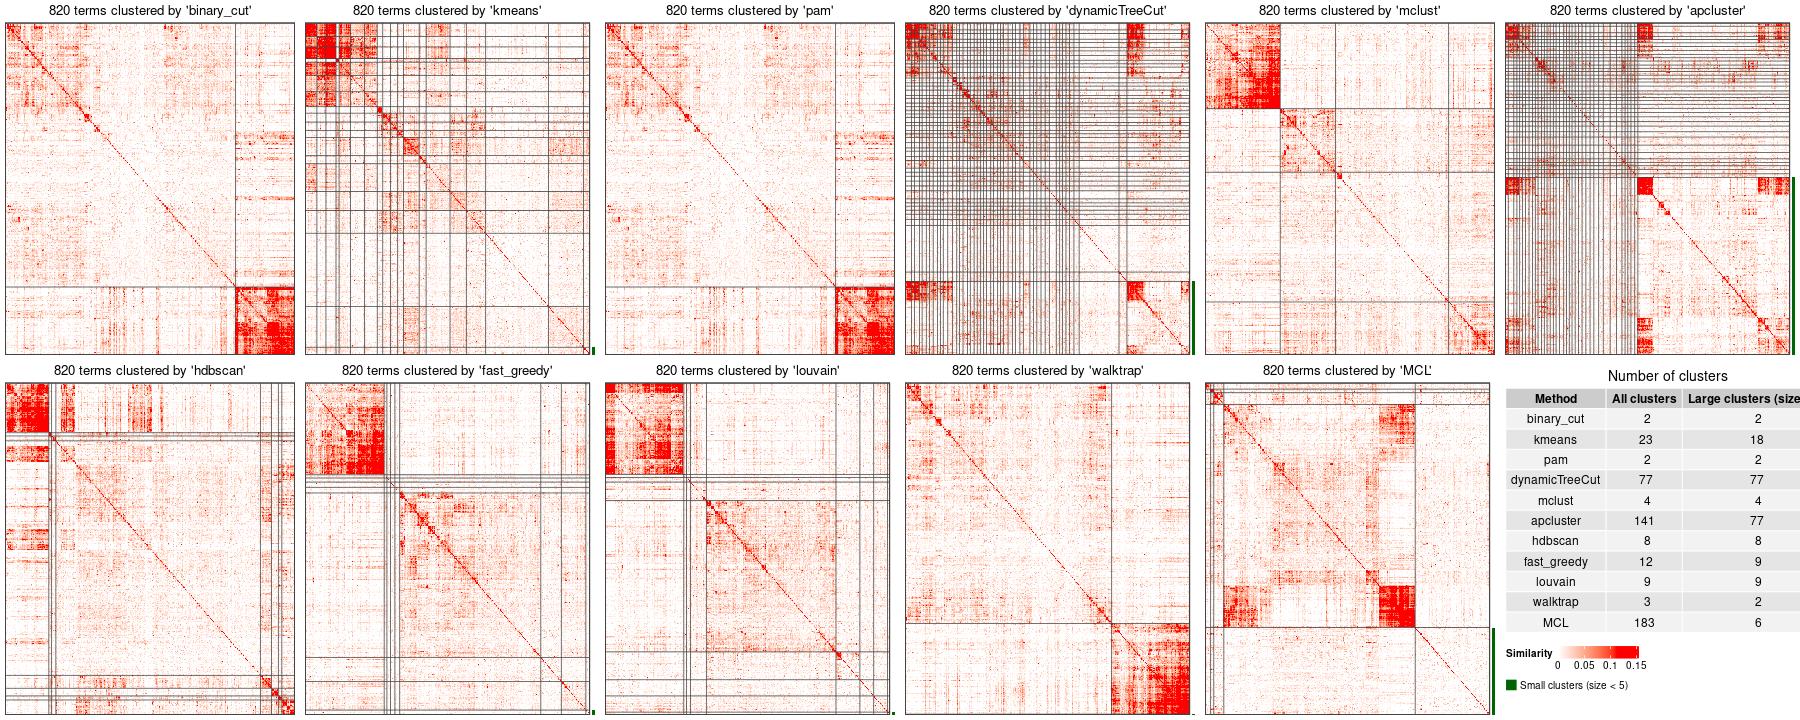 820 terms clustered by 'binary_cut'
820 terms clustered by 'kmeans'
820 terms clustered by 'pam'
820 terms clustered by 'dynamicTreeCut'
820 terms clustered by 'mclust'
820 terms clustered by 'apcluster'
820 terms clustered by 'hdbscan'
820 terms clustered by 'fast_greedy'
820 terms clustered by 'louvain'
820 terms clustered by 'walktrap'
820 terms clustered by 'MCL'
Number of clusters
Method All clusters Large clusters (size
binary_cut 2 2
kmeans 23 18
pam 2 2
dynamicTreeCut 77 77
mclust 4 4
apcluster 141 77
hdbscan 8 8
fast_greedy 12 9
louvain 9 9
walktrap 3 2
MCL 183 6
Similarity
0 0.05 0.1 0.15
Small clusters (size < 5)